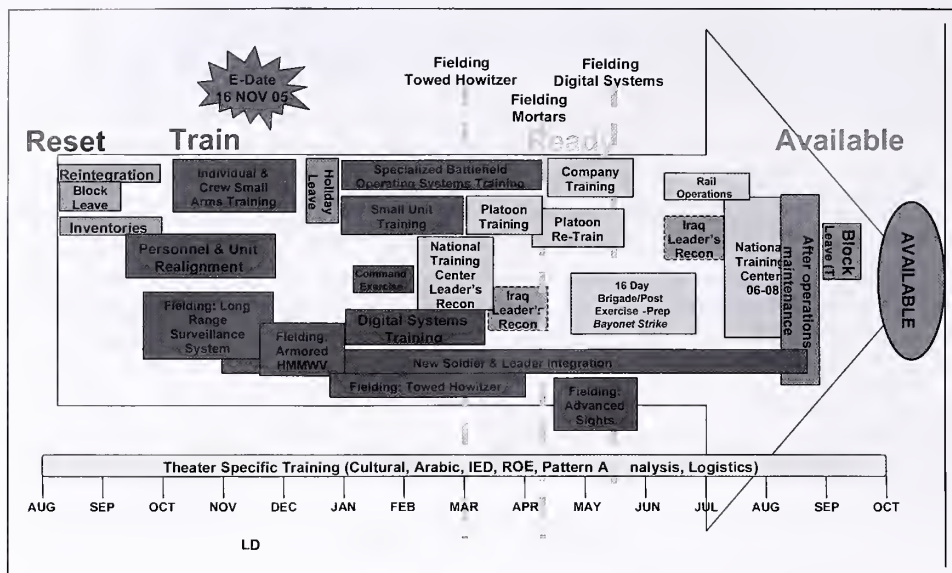 Fielding
Towed Howitzer
Fielding
Mortars
Fielding
Digital Systems
E-Date
16 NOV 05
Reset
Train
Ready
Available
Reintegration
Block
Leave
Inventories
Individual &
Crew Small
Arms Training
Holiday
Leave
Specialized Battlefield
Operating Systems Training
Company
Training
Rail
Operations
Small Unit
Training
Platoon
Training
Platoon
Re-Train
Iraq
Leader's
Recon
Personnel & Unit
Realignment
National
Training
Center
Leader's
Recon
Command
Exercise
Iraq
Leader'r
Recon
16 Day
Brigade/Post
Exercise -Prep
Bayonet Strike
National
Training
Center
06-08
After operations
maintenance
Block
Leave IT
AVAILABLE
Fielding: Long
Range
Surveillance
System
Fielding:
Armored
HMMWV
Digital Systems
Training
New Soldier & Leader Integration
Fielding: Towed Howitzer
Fielding:
Advanced
Sights
Theater Specific Training (Cultural, Arabic, IED, ROE, Pattern A nalysis, Logistics)
AUG SEP OCT NOV DEC JAN FEB MAR APR MAY JUN JUL AUG SEP OCT
LD